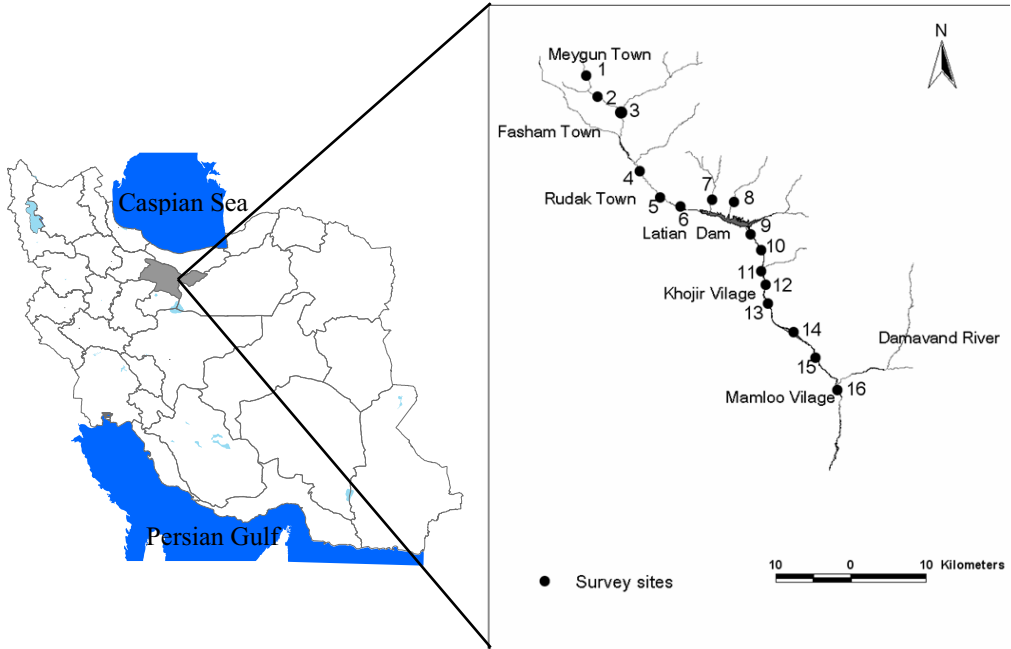 Caspian Sea
Persian Gulf
N
Meygun Town
1
2
3
Fasham Town
4
Rudak Town
5
6
7
8
Latian Dam
9
10
11
Khojir Vilage
12
13
14
Damavand River
15
Mamloo Vilage
16
Survey sites
10 0 10 Kilometers